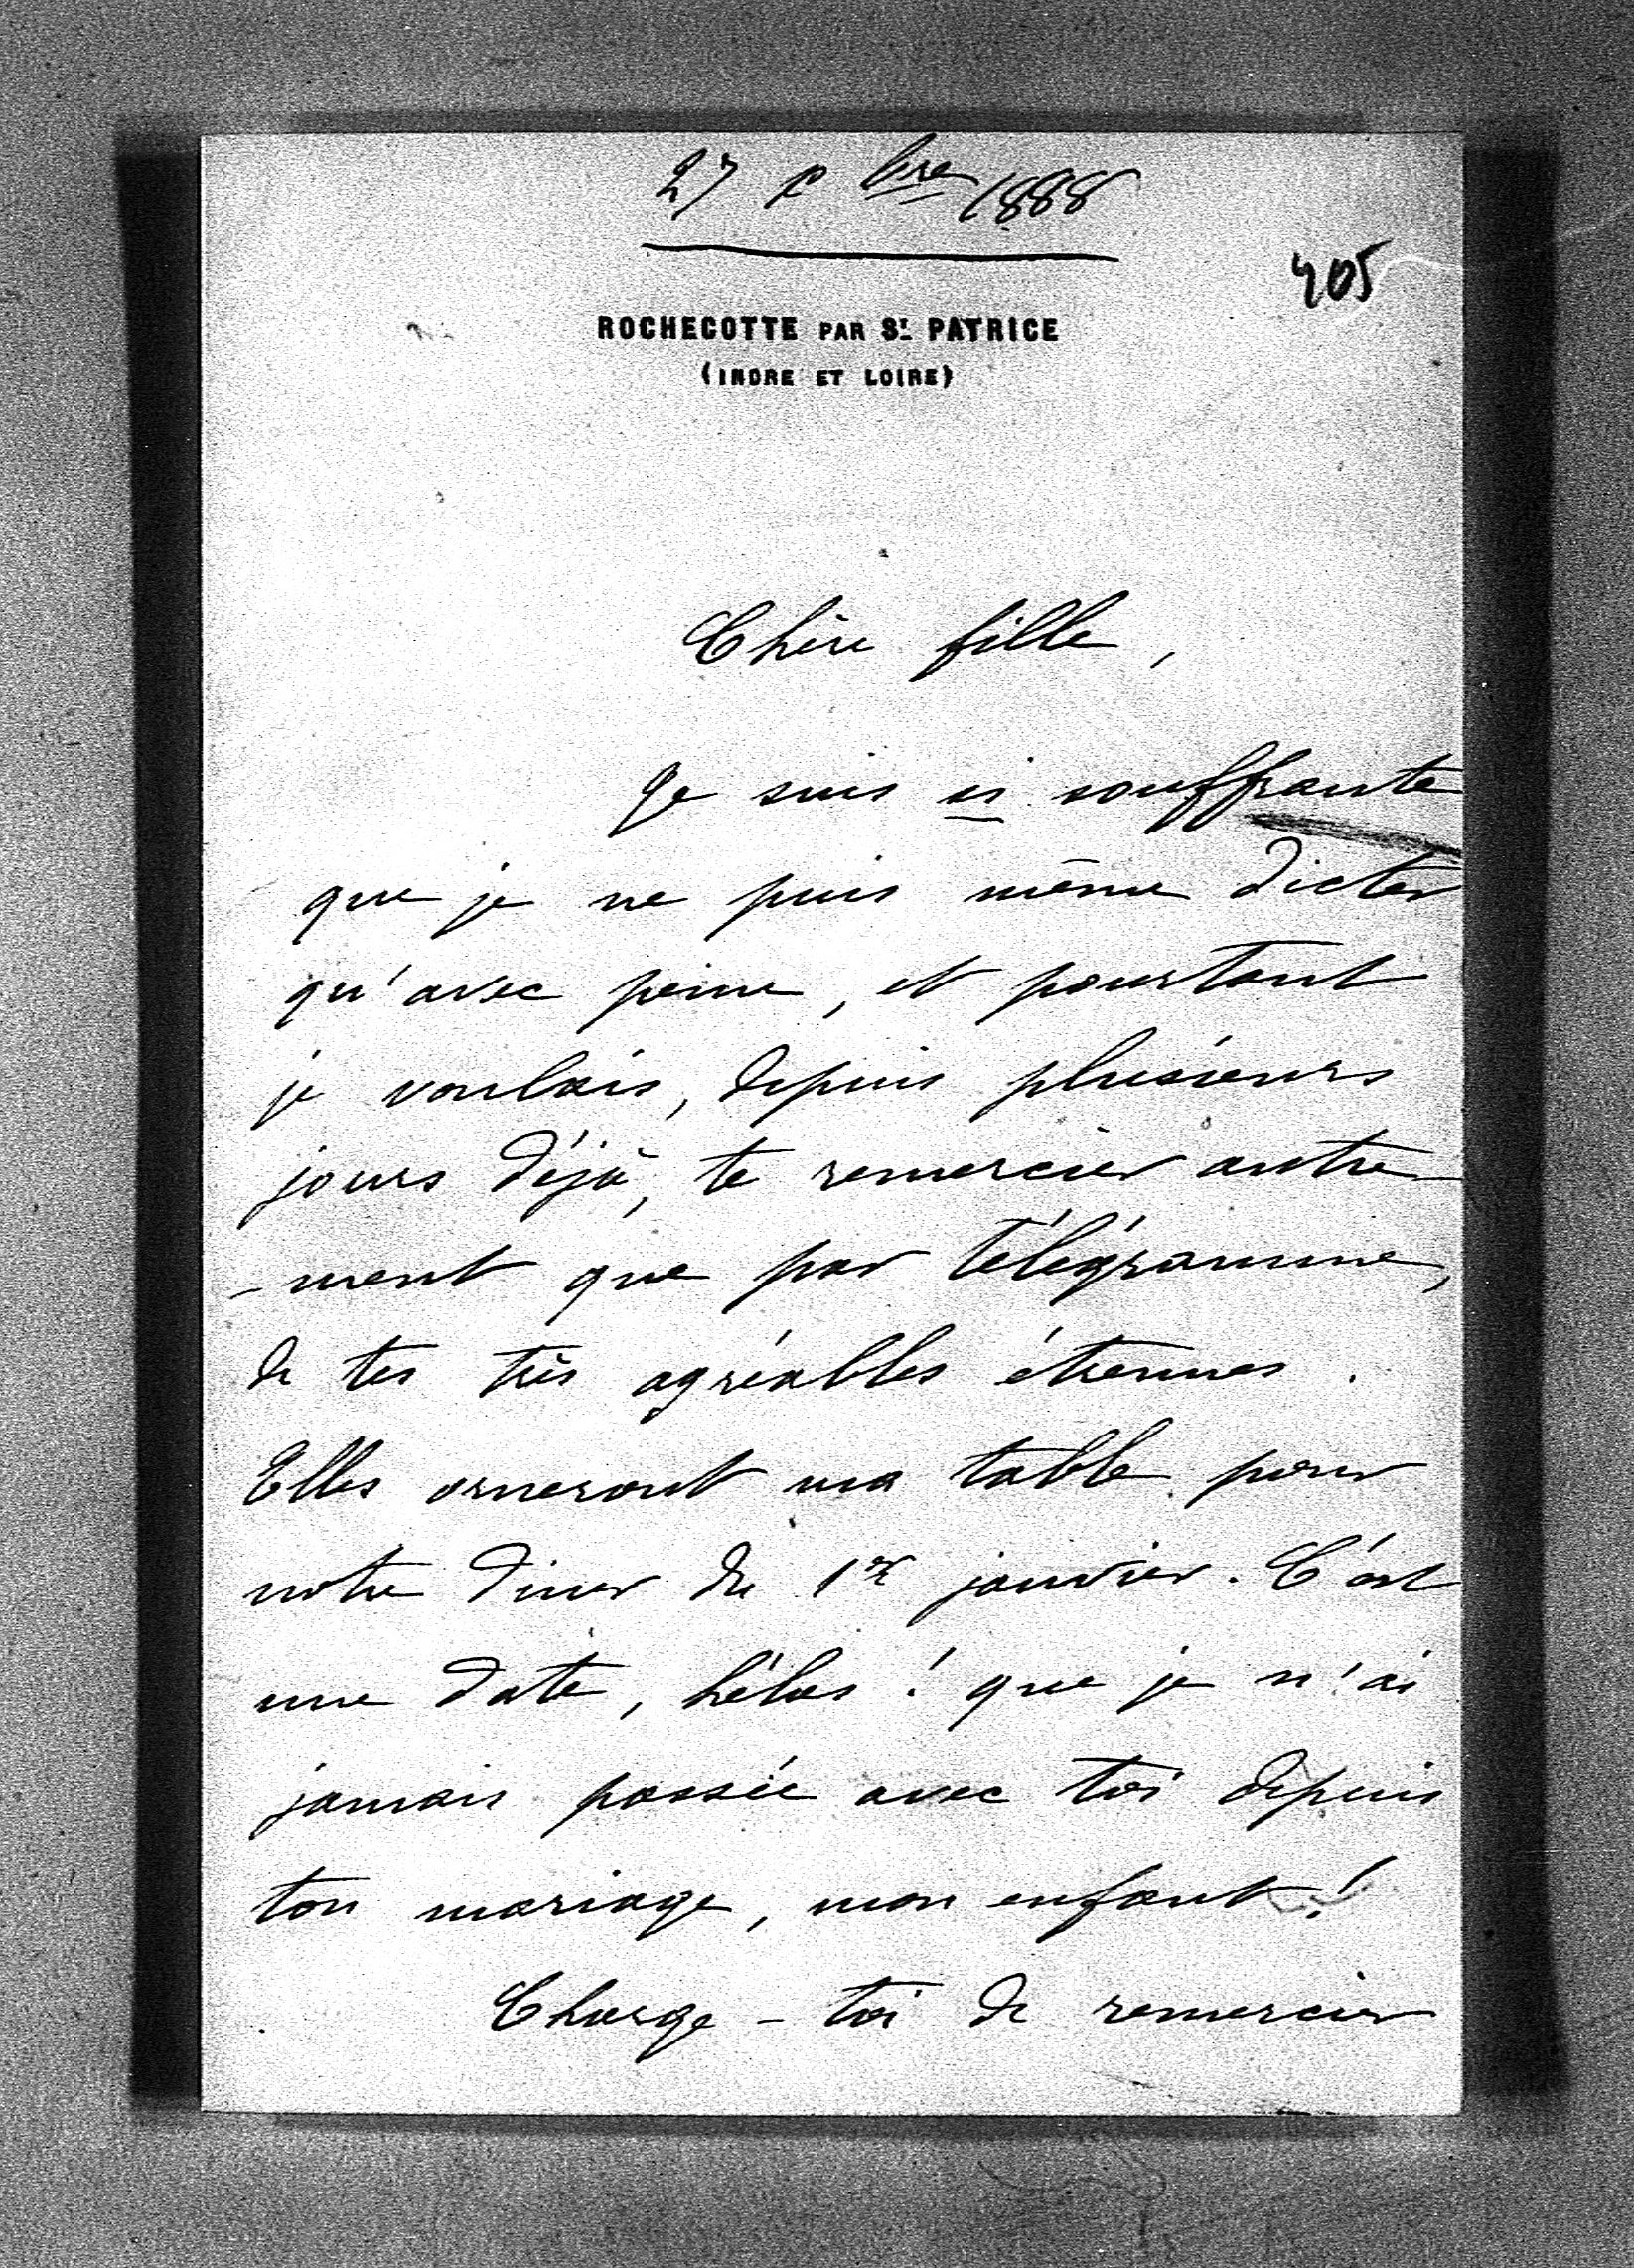 27 Xbre 1888
405
ROCHECOTTE PAR ST PATRICE
(INDRE ET LOIRE)
Chère fille,
Je suis si souffrante
que je ne puis même dicter
qu'avec peine, et pourtant
je voulais, depuis plusieurs
jours déjà, te remercier autre
-ment que par télégramme,
de tes très agréables étrennes.
Elles orneront ma table pour
notre diner du 1er janvier. C'est
une date, hélas ! que je n'ai
jamais passée avec toi depuis
ton mariage, mon enfant !
Charge-toi de remercier